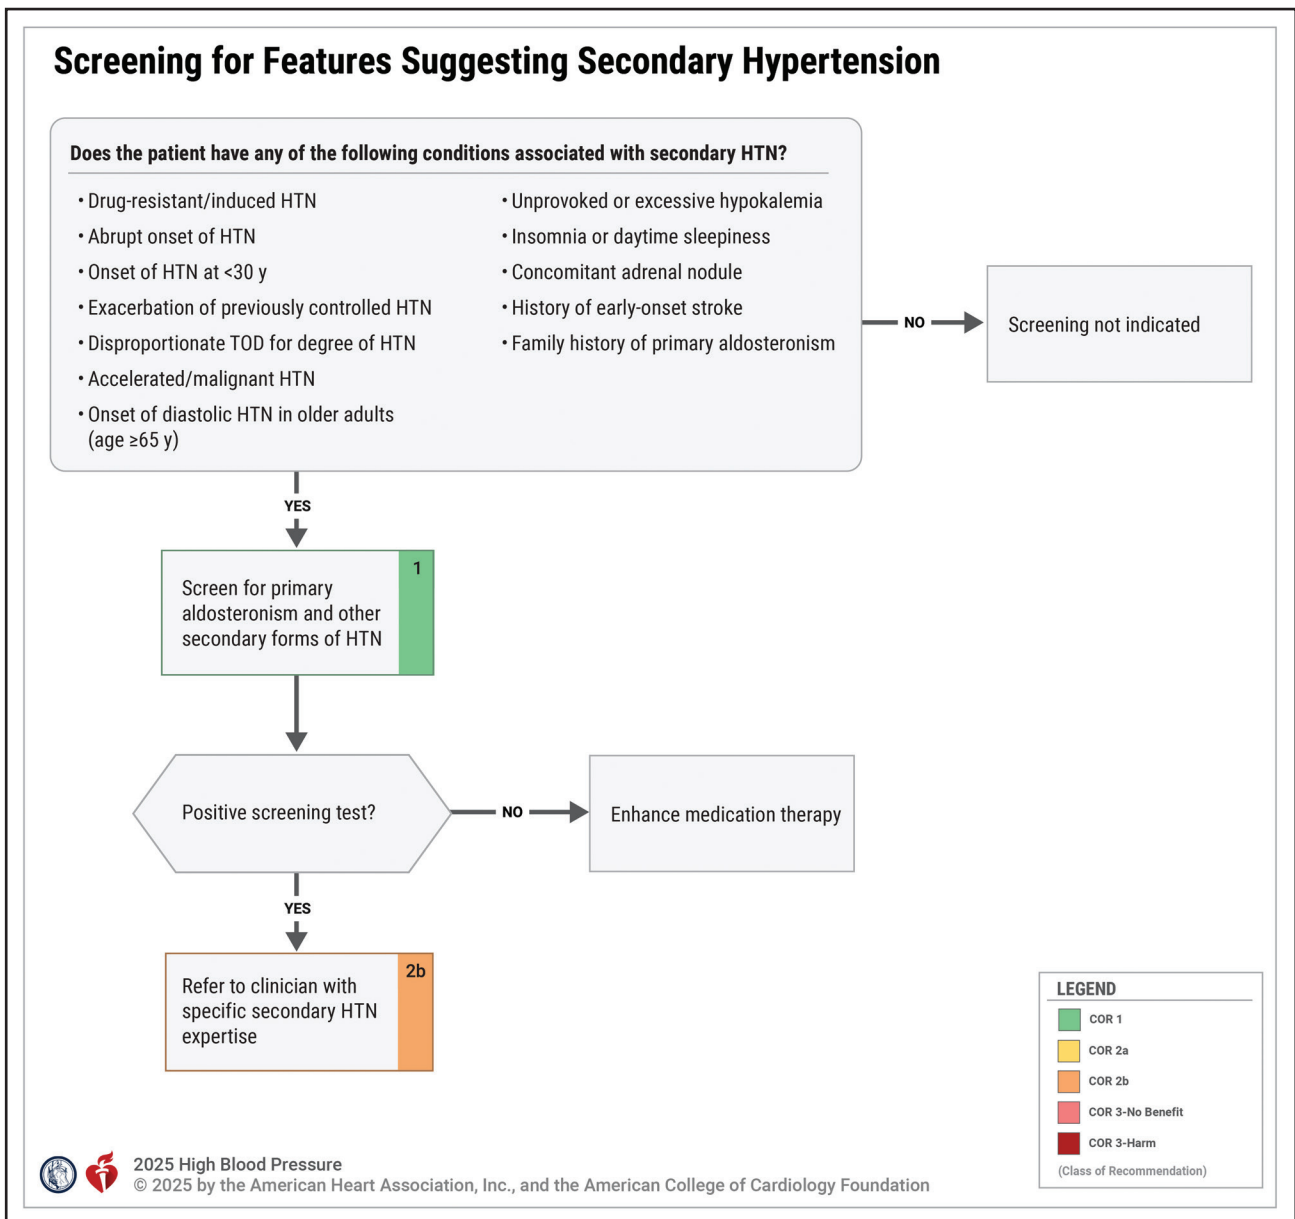 Screening for Features Suggesting Secondary Hypertension
Does the patient have any of the following conditions associated with secondary HTN?
• Drug-resistant/induced HTN
• Abrupt onset of HTN
• Onset of HTN at <30 y
• Exacerbation of previously controlled HTN
• Disproportionate TOD for degree of HTN
• Accelerated/malignant HTN
• Onset of diastolic HTN in older adults
(age ≥65 y)
• Unprovoked or excessive hypokalemia
• Insomnia or daytime sleepiness
• Concomitant adrenal nodule
• History of early-onset stroke
• Family history of primary aldosteronism
NO
Screening not indicated
YES
Screen for primary
aldosteronism and other
secondary forms of HTN
1
Positive screening test?
NO
Enhance medication therapy
YES
Refer to clinician with
specific secondary HTN
expertise
2b
LEGEND
COR 1
COR 2a
COR 2b
COR 3-No Benefit
COR 3-Harm
(Class of Recommendation)
2025 High Blood Pressure
© 2025 by the American Heart Association, Inc., and the American College of Cardiology Foundation